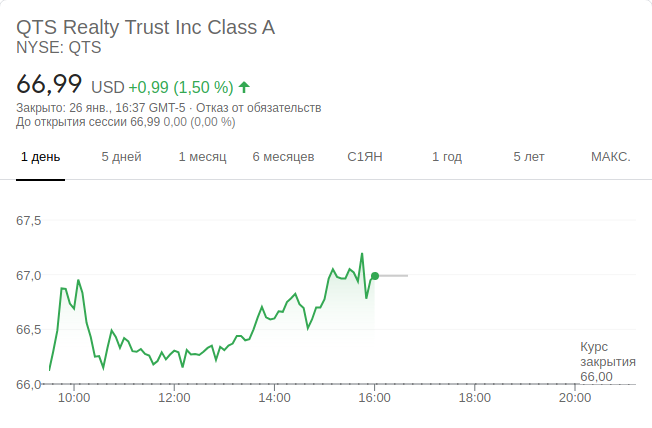 QTS Realty Trust Inc Class A
NYSE: QTS
66,99 USD +0,99 (1,50 %)
Закрыто: 26 янв., 16:37 GMT-5 · Отказ от обязательств
До открытия сессии 66,99 0,00 (0,00 %)
1 день 5 дней 1 месяц 6 месяцев С1ЯН 1 год 5 лет МАКС.
67,5
67,0
66,5
Курс
закрытия
66,00
66,0
10:00 12:00 14:00 16:00 18:00 20:00